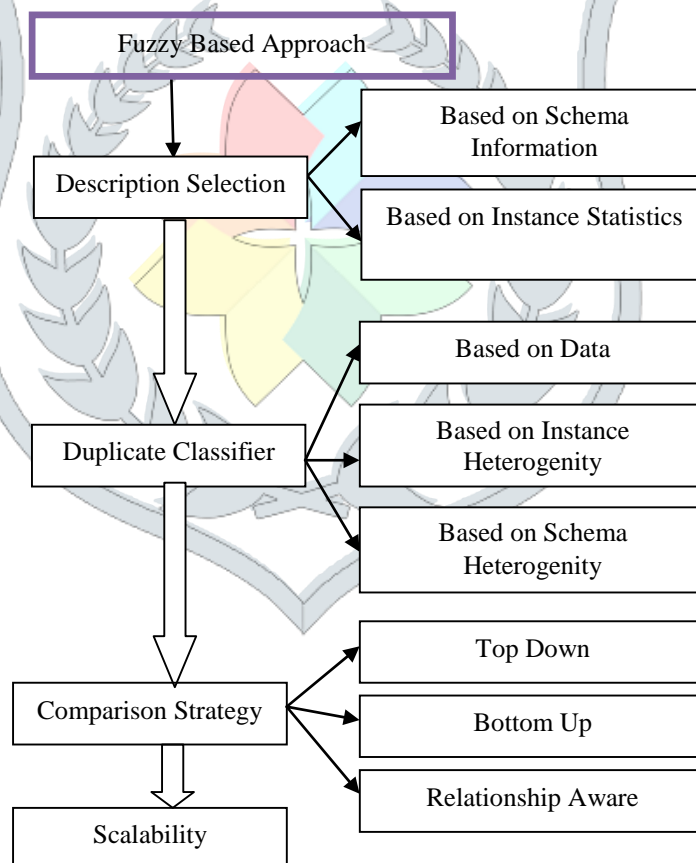 Fuzzy Based Approach
Based on Schema
Information
Description Selection
Based on Instance Statistics
Based on Data
Duplicate Classifier
Based on Instance
Heterogenity
Based on Schema
Heterogenity
Top Down
Comparison Strategy
Bottom Up
Relationship Aware
Scalability